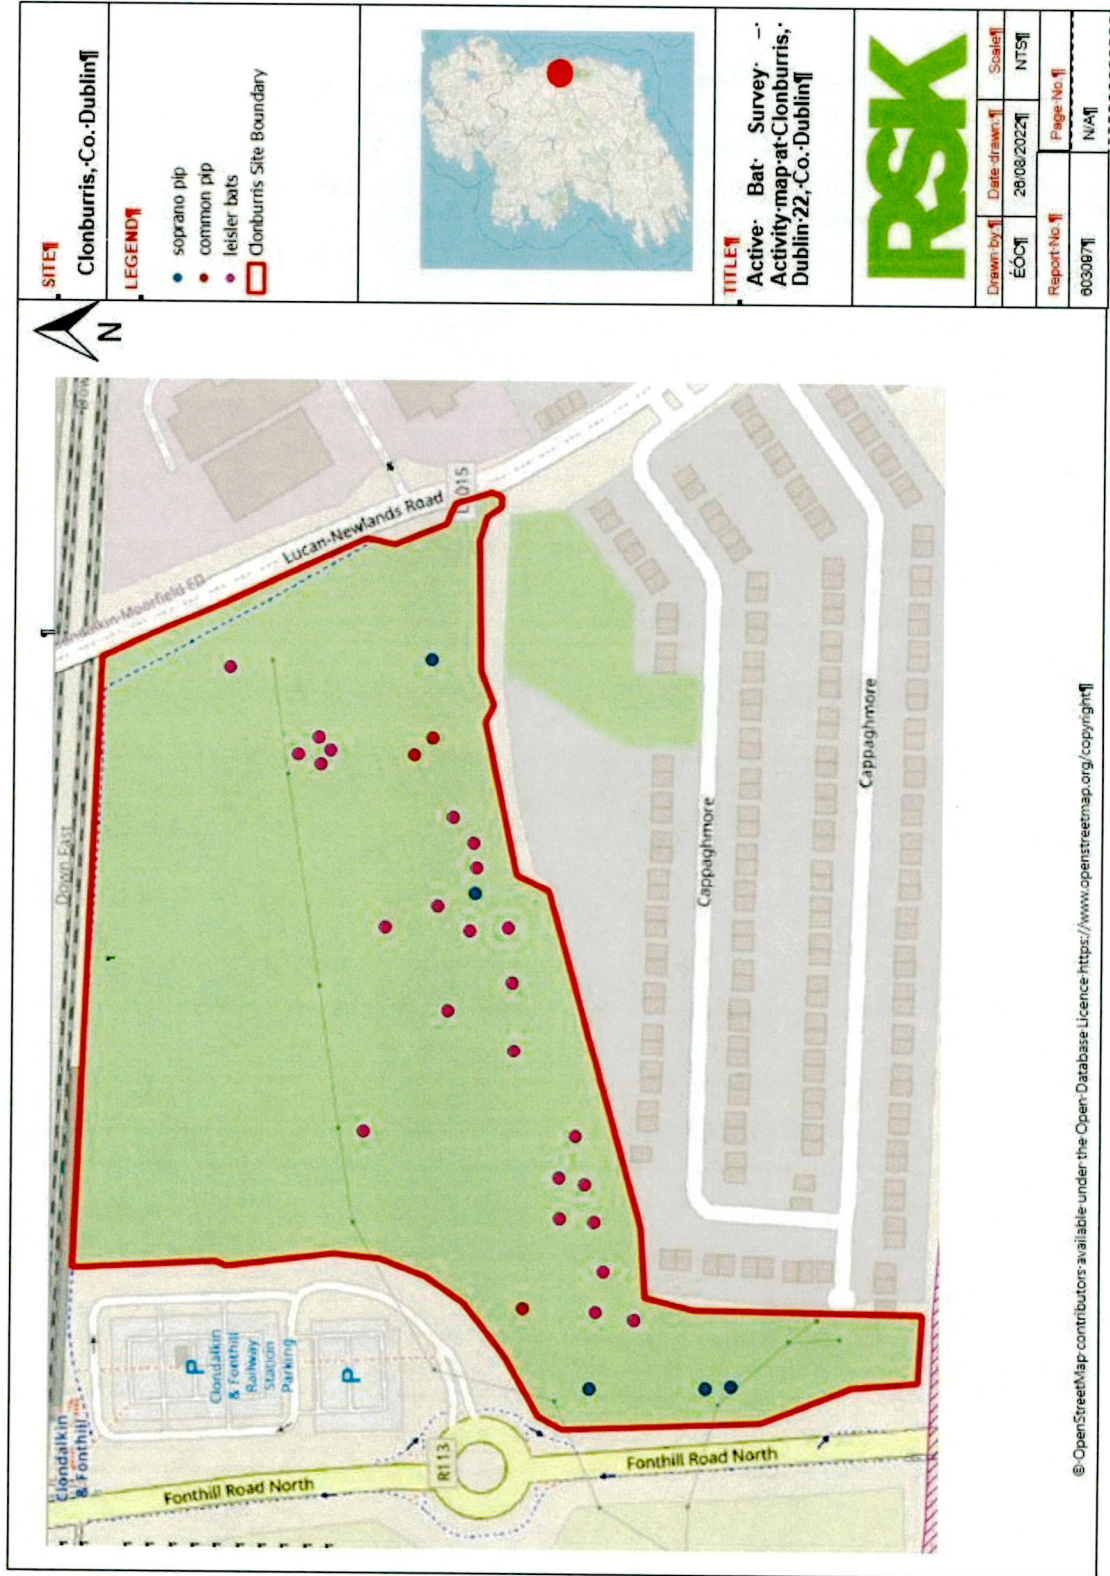 SITE¶
Clonburris,·Co.·Dublin¶
LEGEND¶
soprano pip
common pip
leisler bats
Clonburris Site Boundary
TITLE¶
Active· Bat· Survey· –·
Activity·map·at·Clonburris,·
Dublin·22,·Co.·Dublin¶
RSK
Drawn·by¶ Date·drawn:¶ Scale¶
ÉÓC¶ 26/08/2022¶ NTS¶
Report·No.¶ Page·No.¶
603097¶ N/A¶
N
Down East
Lucan-Newlands Road
Clondalkin
& Fonthill
P
Clondalkin
& Fonthill
Railway
Station
Parking
P
R113
Fonthill Road North
Fonthill Road North
Cappaghmore
Cappaghmore
©·OpenStreetMap·contributors·available·under·the·Open·Database·Licence·https://www.openstreetmap.org/copyright¶